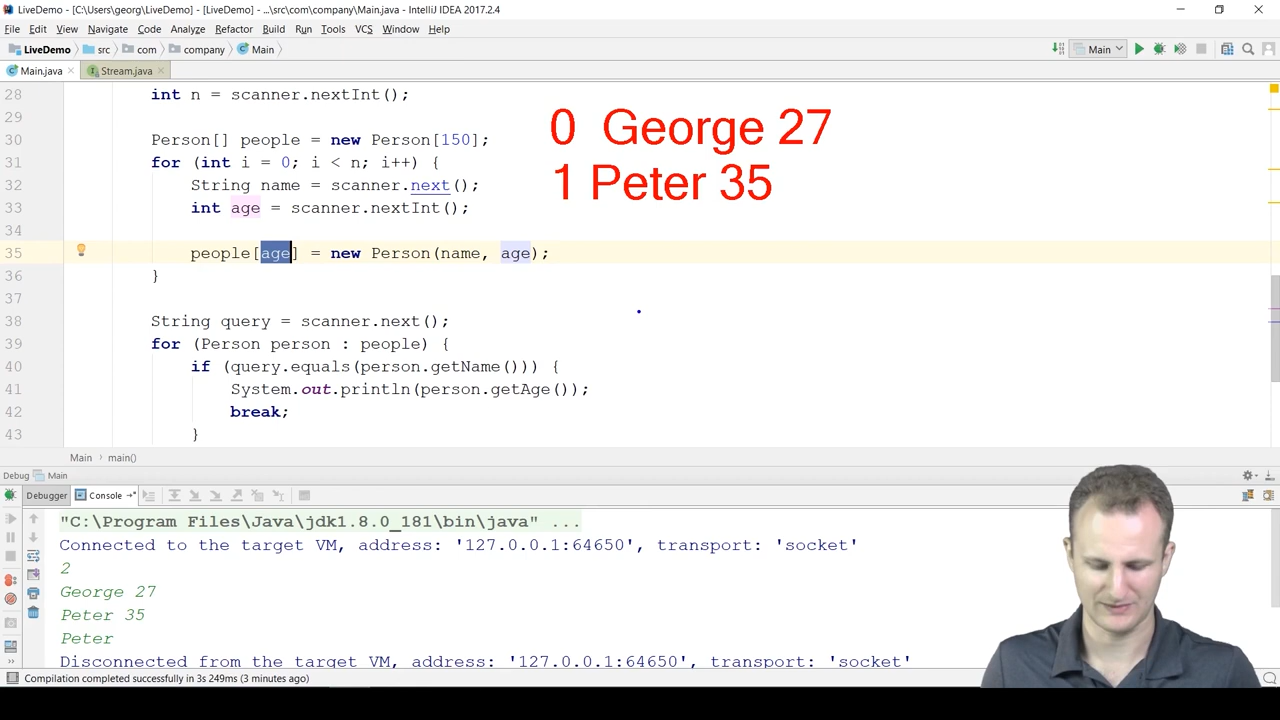 LiveDemo - [C:\Users\georg\LiveDemo] - [LiveDemo] - ...\src\com\company\Main.java - IntelliJ IDEA 2017.2.4
File Edit View Navigate Code Analyze Refactor Build Run Tools VCS Window Help
LiveDemo src com company Main Main
Main.java Stream.java
28 int n = scanner.nextInt();
29
30 Person[] people = new Person[150];
31 for (int i = 0; i < n; i++) {
32 String name = scanner.next();
33 int age = scanner.nextInt();
34
35 people[age] = new Person(name, age);
36 }
37
38 String query = scanner.next();
39 for (Person person : people) {
40 if (query.equals(person.getName())) {
41 System.out.println(person.getAge());
42 break;
43 }
0 George 27
1 Peter 35
Main main()
Debug Main
Debugger Console
"C:\Program Files\Java\jdk1.8.0_181\bin\java" ...
Connected to the target VM, address: '127.0.0.1:64650', transport: 'socket'
2
George 27
Peter 35
Peter
Disconnected from the target VM, address: '127.0.0.1:64650', transport: 'socket'
Compilation completed successfully in 3s 249ms (3 minutes ago)